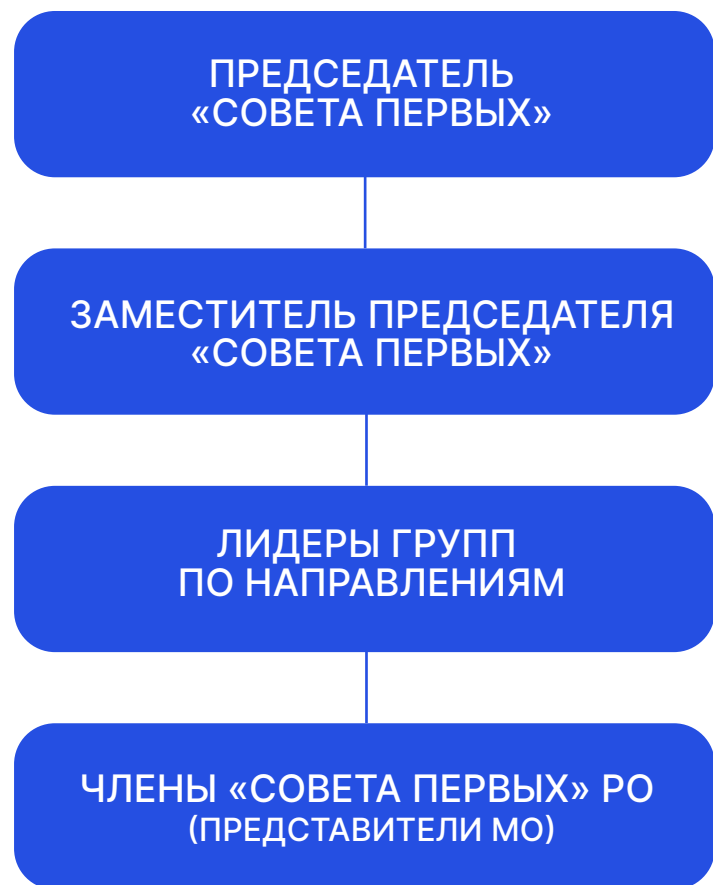 ПРЕДСЕДАТЕЛЬ
«СОВЕТА ПЕРВЫХ»
ЗАМЕСТИТЕЛЬ ПРЕДСЕДАТЕЛЯ
«СОВЕТА ПЕРВЫХ»
ЛИДЕРЫ ГРУПП
ПО НАПРАВЛЕНИЯМ
ЧЛЕНЫ «СОВЕТА ПЕРВЫХ» РО
(ПРЕДСТАВИТЕЛИ МО)